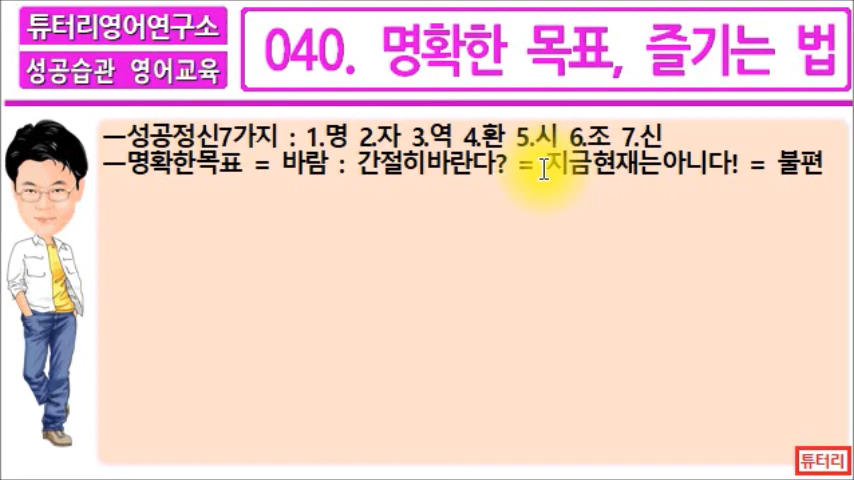 튜터리영어연구소
성공습관 영어교육
040. 명확한 목표, 즐기는 법
—성공정신7가지 : 1.명 2.자 3.역 4.환 5.시 6.조 7.신
—명확한목표 = 바람 : 간절히바란다? = 지금현재는아니다! = 불편
튜터리